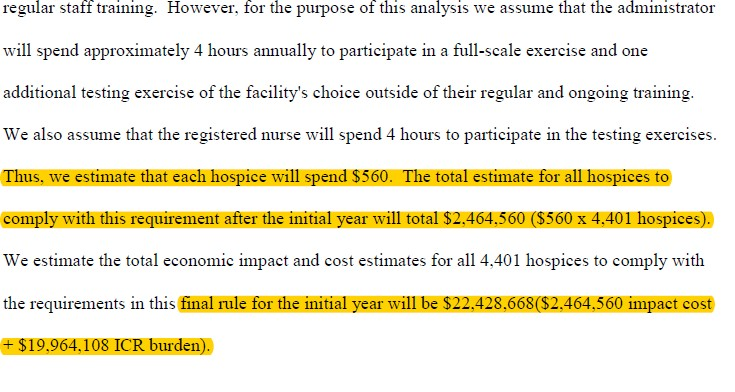 regular staff training.  However, for the purpose of this analysis we assume that the administrator
will spend approximately 4 hours annually to participate in a full-scale exercise and one
additional testing exercise of the facility's choice outside of their regular and ongoing training.
We also assume that the registered nurse will spend 4 hours to participate in the testing exercises.
Thus, we estimate that each hospice will spend $560.  The total estimate for all hospices to
comply with this requirement after the initial year will total $2,464,560 ($560 x 4,401 hospices).
We estimate the total economic impact and cost estimates for all 4,401 hospices to comply with
the requirements in this final rule for the initial year will be $22,428,668($2,464,560 impact cost
+ $19,964,108 ICR burden).